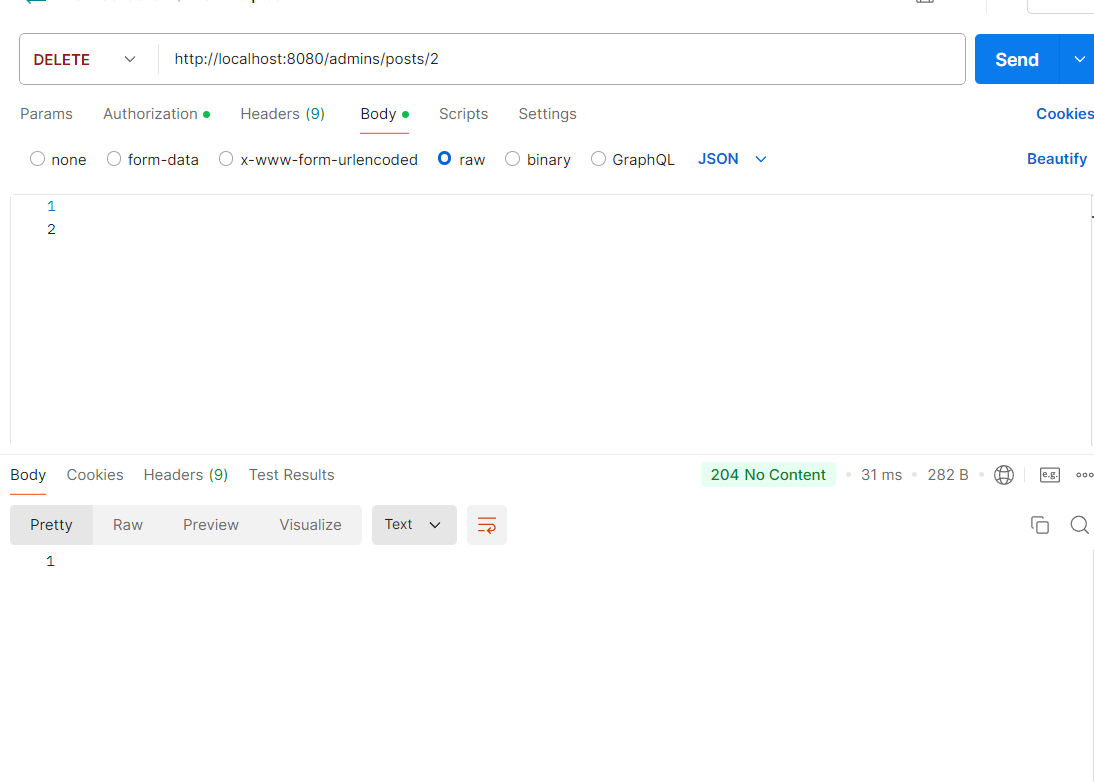 DELETE http://localhost:8080/admins/posts/2 Send
Params Authorization Headers (9) Body Scripts Settings Cookies
none form-data x-www-form-urlencoded raw binary GraphQL JSON Beautify
1
2
Body Cookies Headers (9) Test Results 204 No Content 31 ms 282 B e.g.
Pretty Raw Preview Visualize Text
1